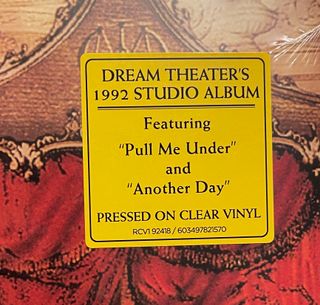 DREAM THEATER'S
1992 STUDIO ALBUM
Featuring
"Pull Me Under"
and
"Another Day"
PRESSED ON CLEAR VINYL
RCV1 92418 / 603497821570